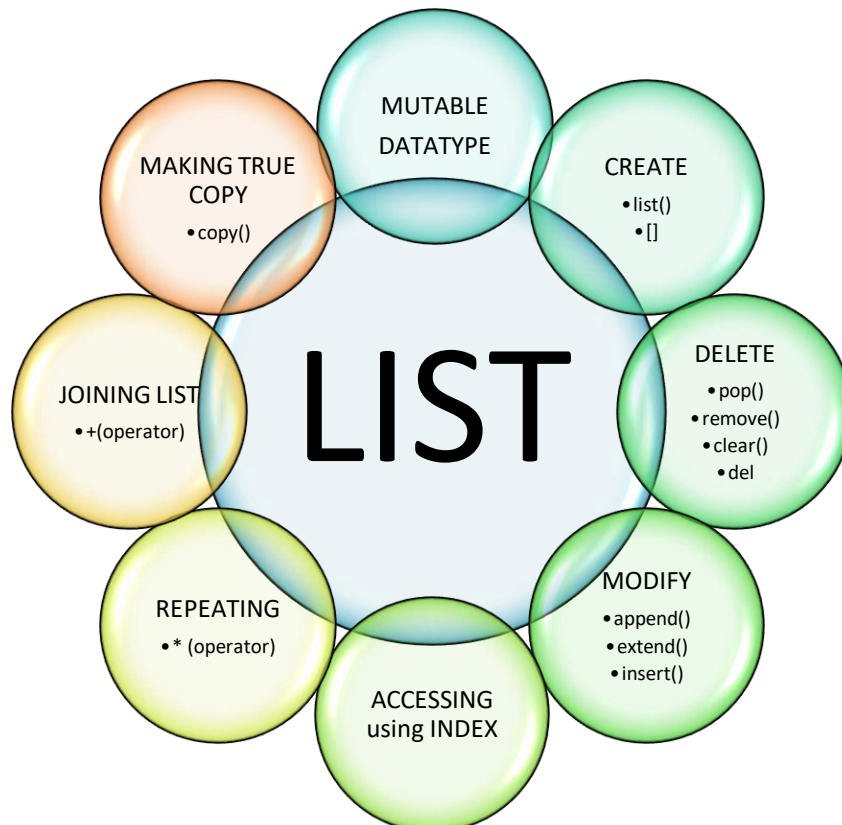 LIST
MUTABLE
DATATYPE
CREATE
•list()
•[]
DELETE
•pop()
•remove()
•clear()
•del
MODIFY
•append()
•extend()
•insert()
ACCESSING
using INDEX
REPEATING
•* (operator)
JOINING LIST
•+(operator)
MAKING TRUE
COPY
•copy()